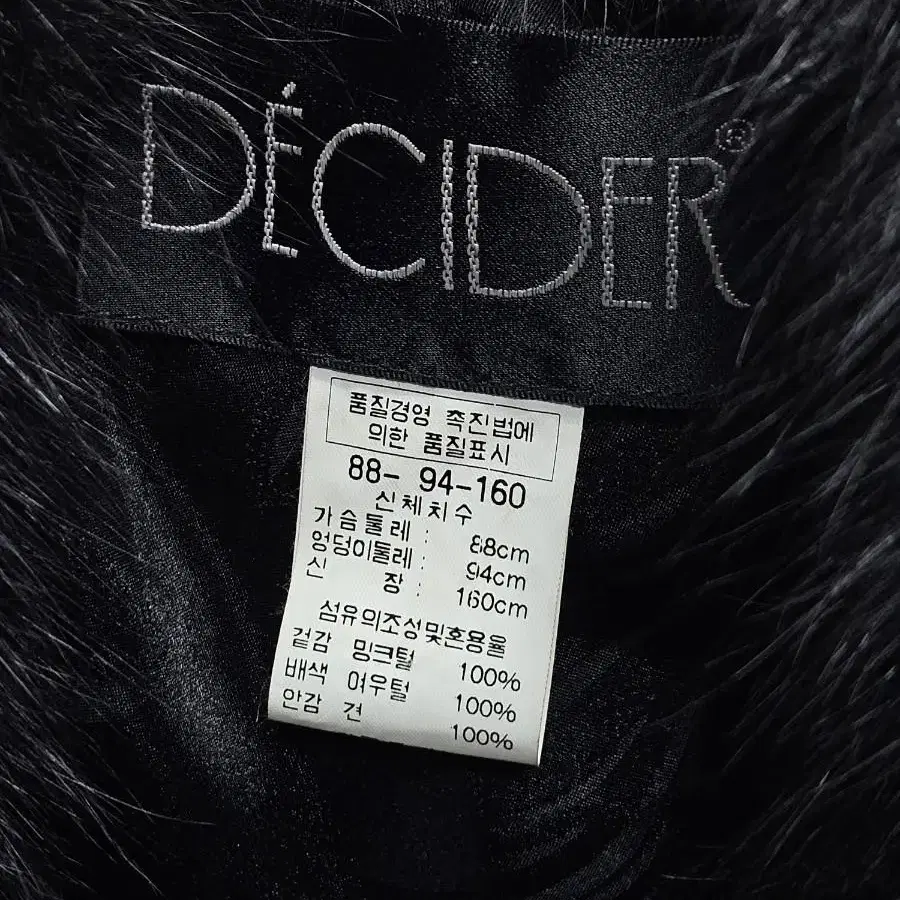 DÉCIDER®
품질경영 촉진법에
의한 품질표시
88- 94-160
신체치수
가슴둘레 : 88cm
엉덩이둘레 : 94cm
신 장 : 160cm
섬유의조성및혼용율
겉감 밍크털 100%
배색 여우털 100%
안감 견 100%